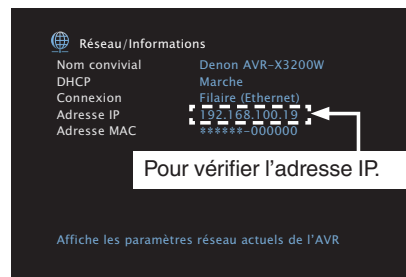 Réseau/Informations
Nom convivial Denon AVR-X3200W
DHCP Marche
Connexion Filaire (Ethernet)
Adresse IP 192.168.100.19
Adresse MAC ******-000000
Pour vérifier l'adresse IP.
Affiche les paramètres réseau actuels de l'AVR